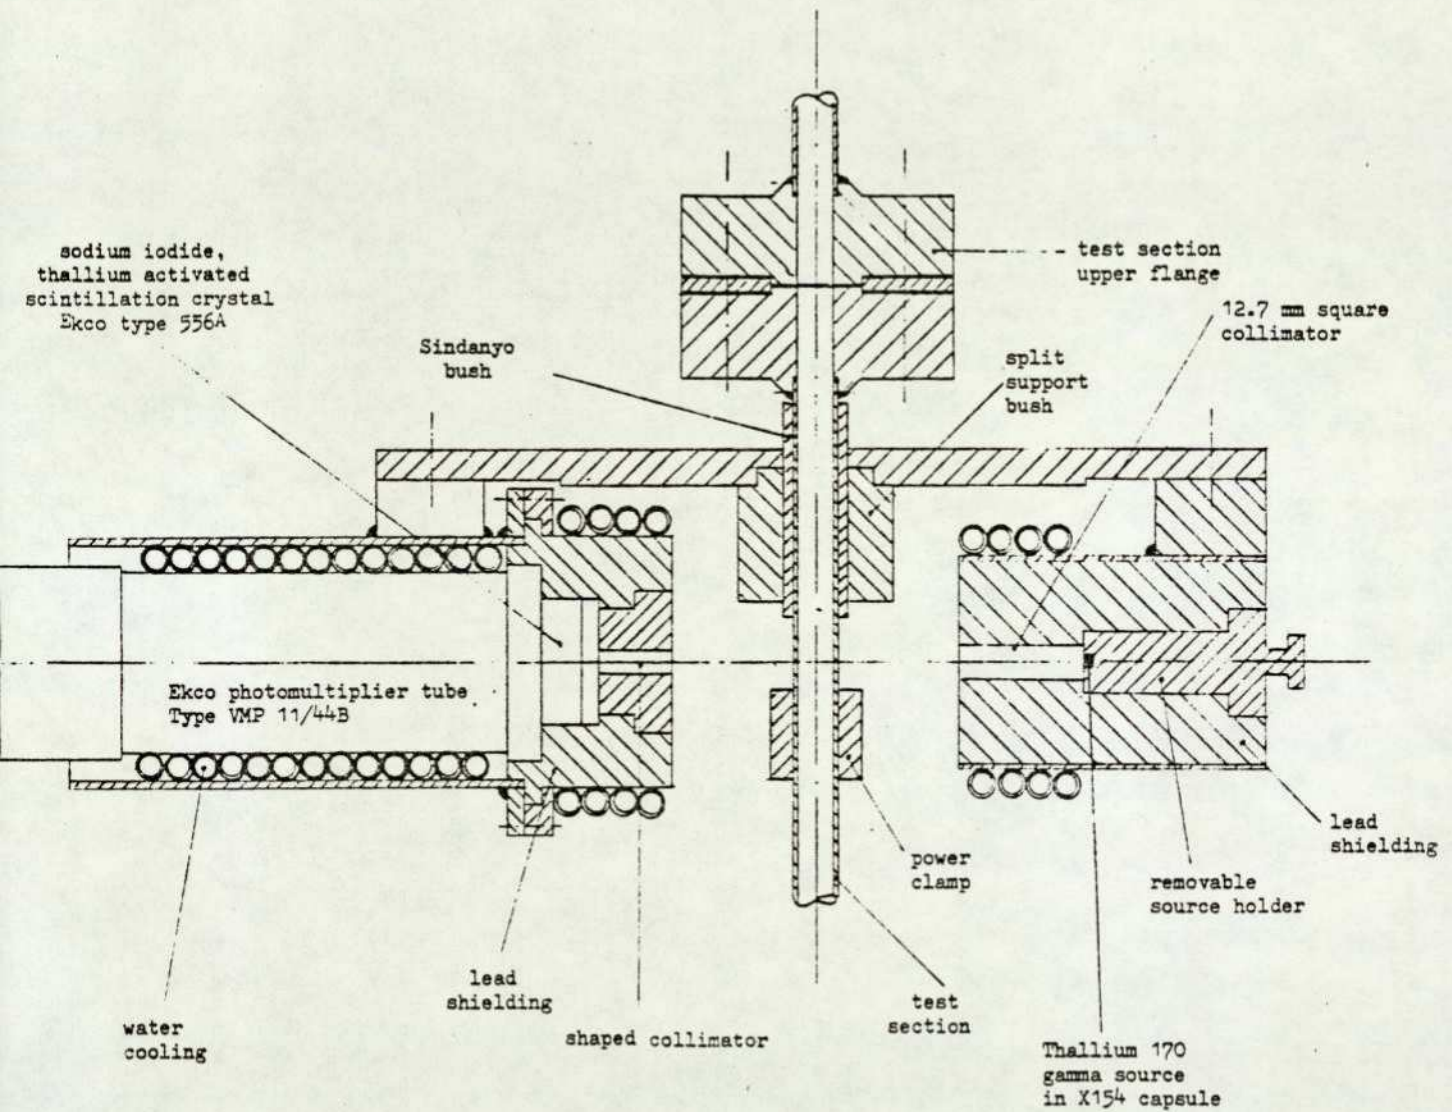 sodium iodide,
thallium activated
scintillation crystal
Ekco type 556A
Sindanyo
bush
test section
upper flange
12.7 mm square
collimator
split
support
bush
Ekco photomultiplier tube
Type VMP 11/44B
lead
shielding
power
clamp
removable
source holder
lead
shielding
test
section
shaped collimator
water
cooling
Thallium 170
gamma source
in X154 capsule